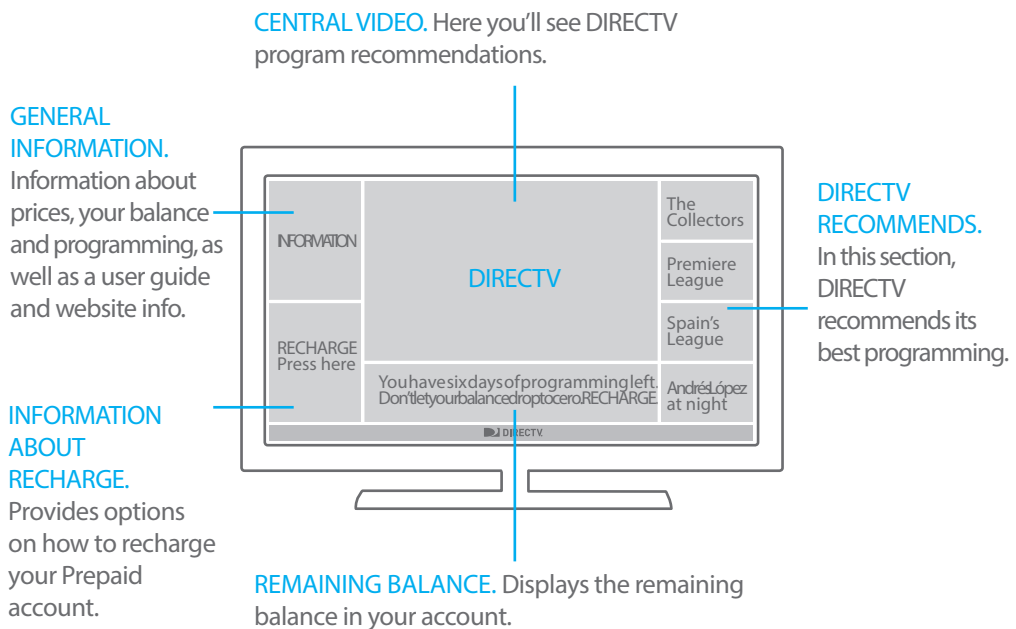 CENTRAL VIDEO. Here you'll see DIRECTV
program recommendations.
GENERAL
INFORMATION.
Information about
prices, your balance
and programming, as
well as a user guide
and website info.
INFORMATION
RECHARGE
Press here
DIRECTV
You have six days of programming left.
Don't let your balance drop to cero. RECHARGE.
The
Collectors
Premiere
League
Spain's
League
Andrés López
at night
DIRECTV
DIRECTV
RECOMMENDS.
In this section,
DIRECTV
recommends its
best programming.
INFORMATION
ABOUT
RECHARGE.
Provides options
on how to recharge
your Prepaid
account.
REMAINING BALANCE. Displays the remaining
balance in your account.